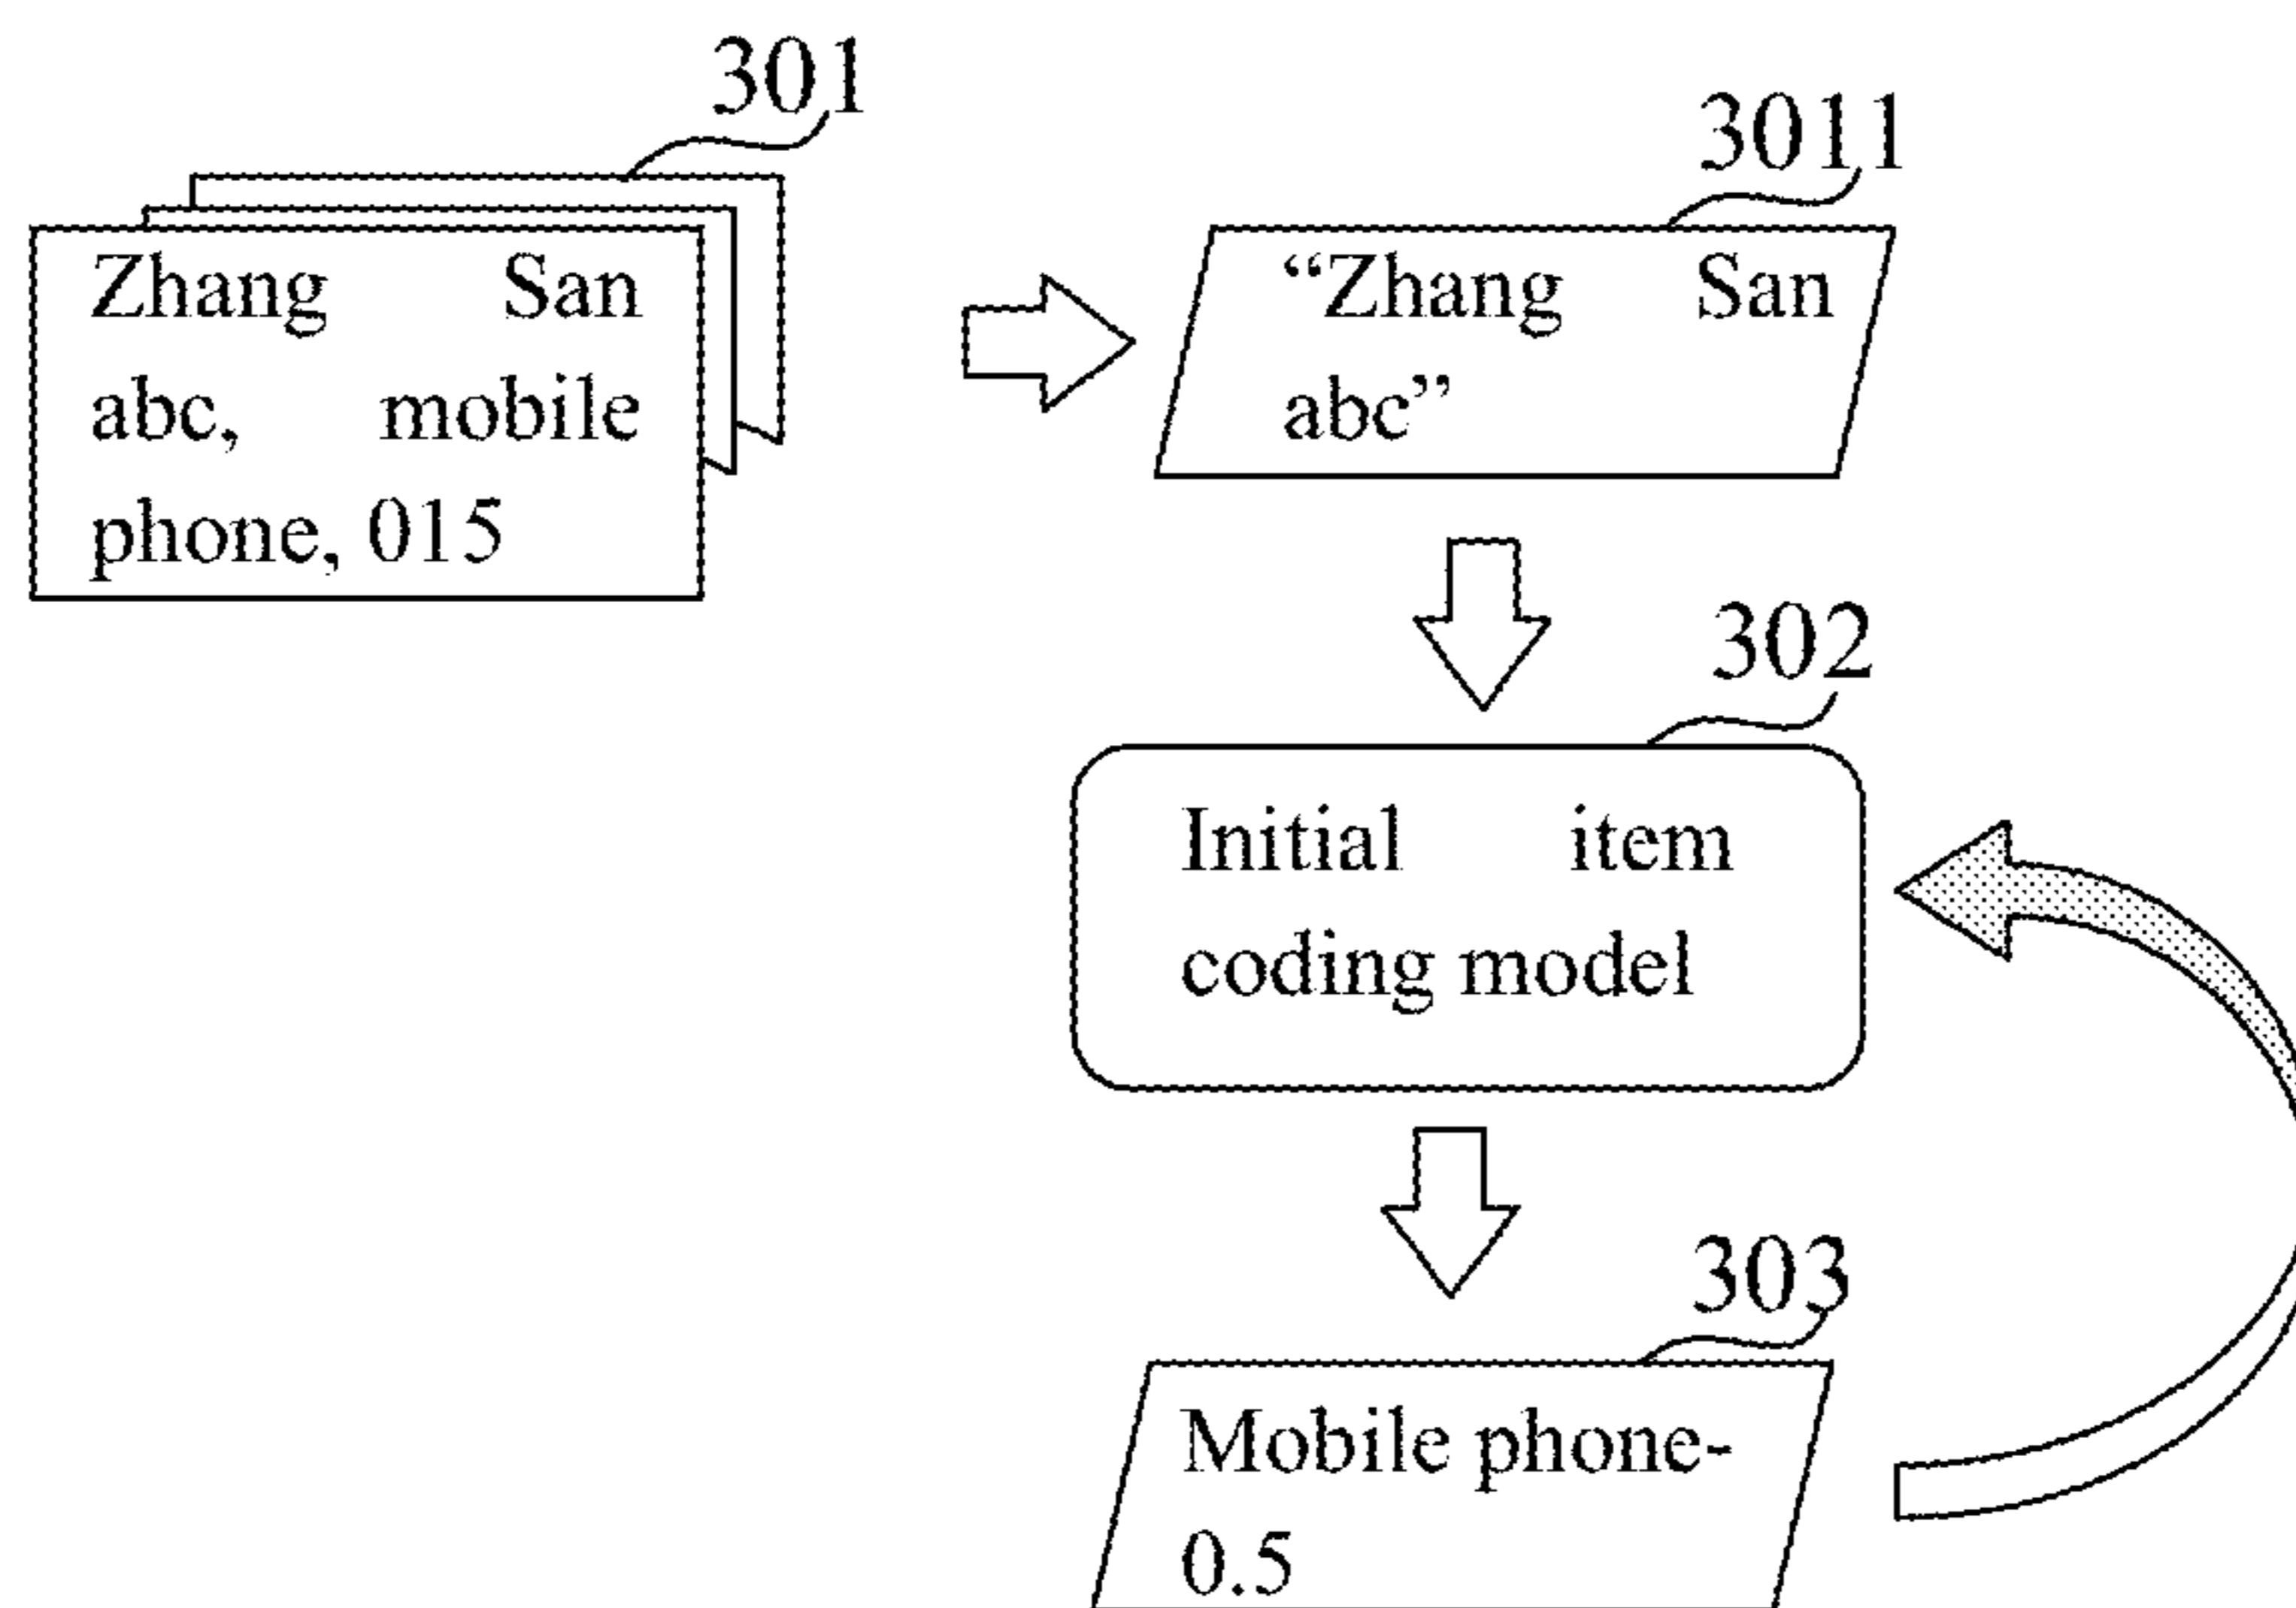 301
Zhang San
abc, mobile
phone, 015
3011
“Zhang San
abc”
302
Initial item
coding model
303
Mobile phone-
0.5